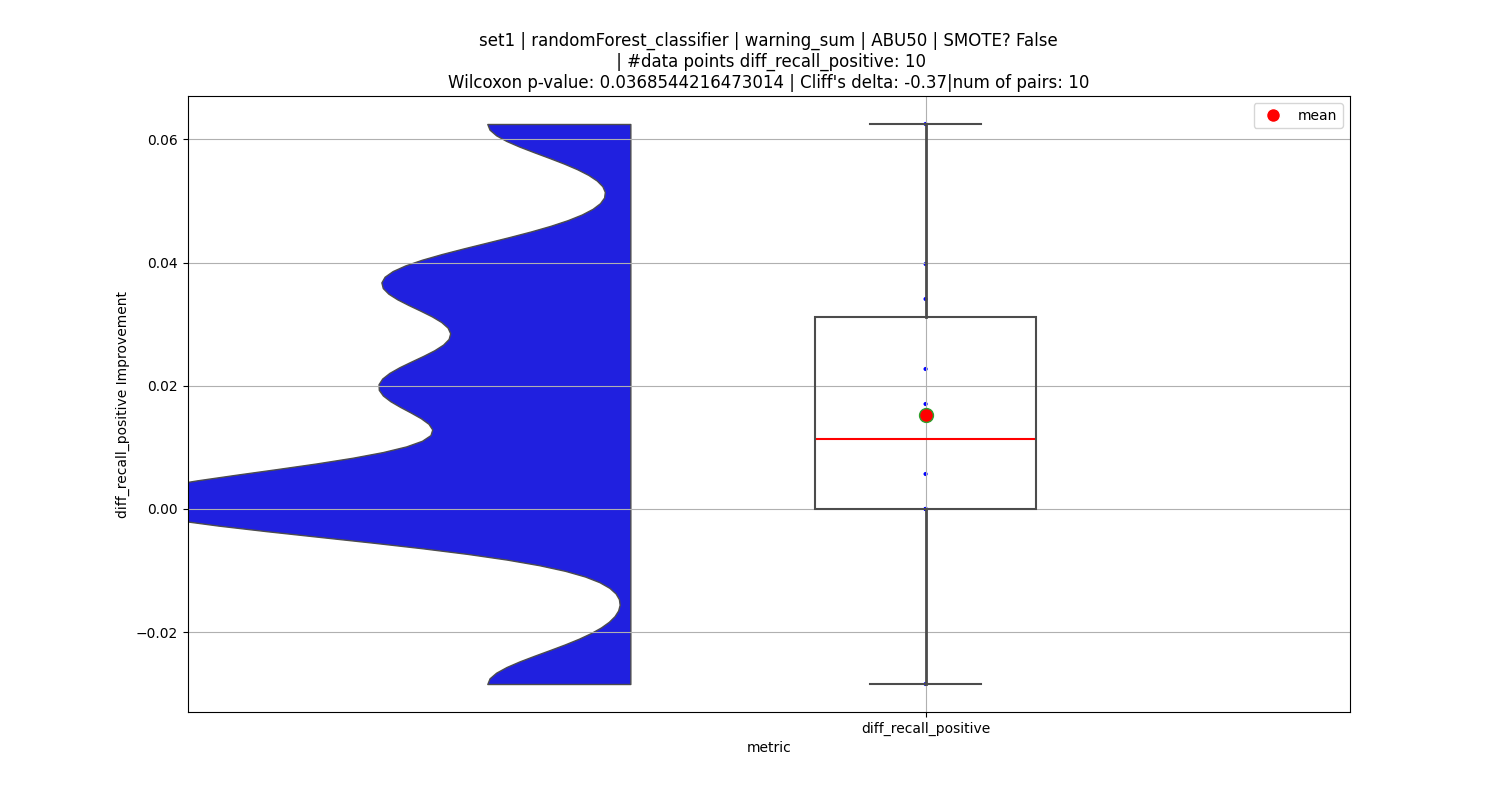 set1 | randomForest_classifier | warning_sum | ABU50 | SMOTE? False
| #data points diff_recall_positive: 10
Wilcoxon p-value: 0.0368544216473014 | Cliff's delta: -0.37|num of pairs: 10
mean
0.06
0.04
0.02
0.00
−0.02
diff_recall_positive Improvement
diff_recall_positive
metric